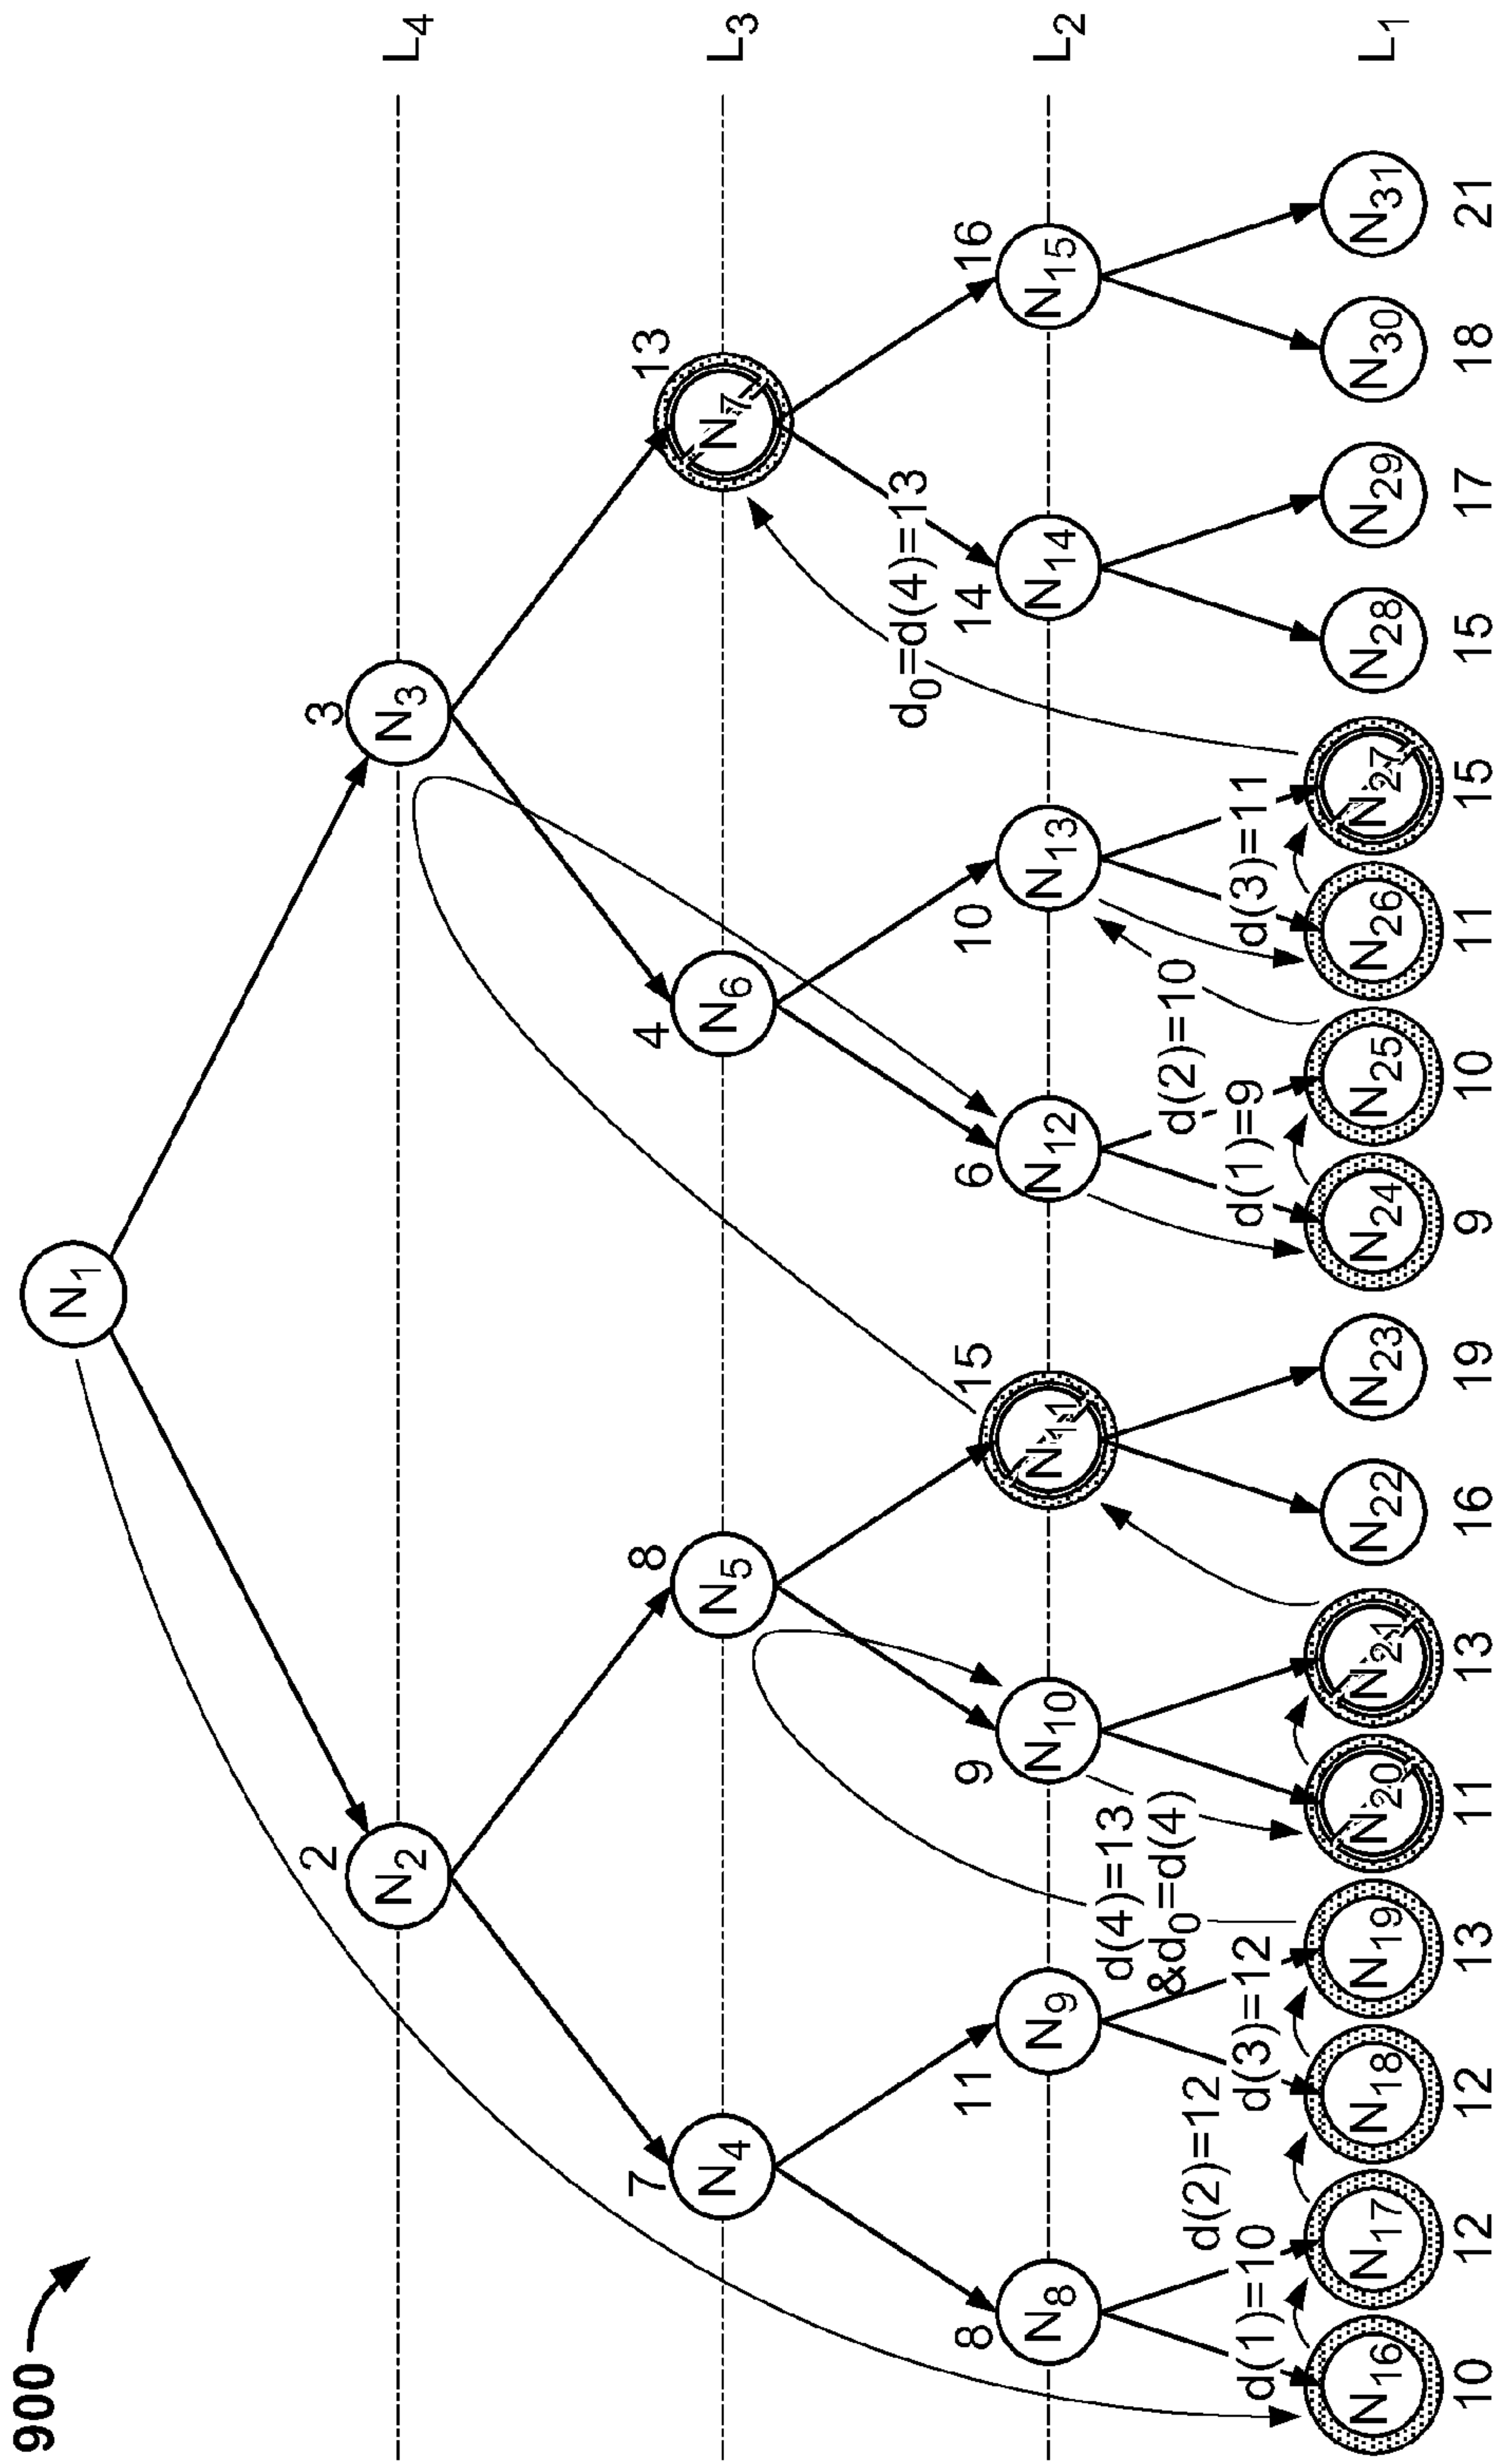 900
N1
L4
2
N2
3
N3
L3
7
N4
8
N5
4
N6
13
N7
L2
8
N8
11
N9
9
N10
15
N11
6
N12
10
N13
14
N14
16
N15
d(4)=13
&d0=d(4)
d0=d(4)=13
d(1)=10
d(2)=12
d(3)=12
d(1)=9
d(2)=10
d(3)=11
L1
N16 N17 N18 N19 N20 N21 N22 N23 N24 N25 N26 N27 N28 N29 N30 N31
10 12 12 13 11 13 16 19 9 10 11 15 15 17 18 21